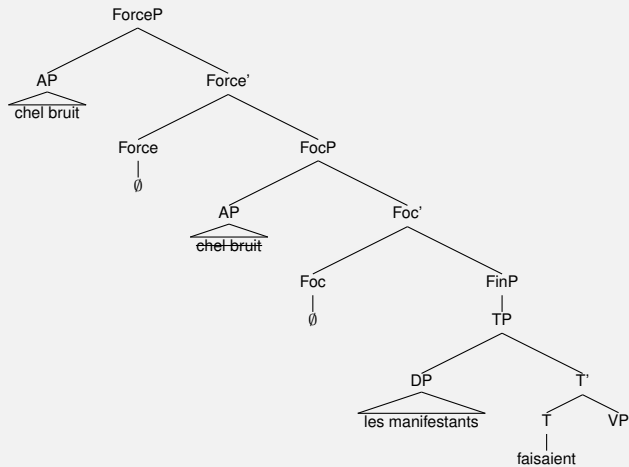 ForceP
AP Force'
chel bruit
Force FocP
∅
AP Foc'
chel bruit
Foc FinP
∅
TP
DP T'
les manifestants T VP
faisaient